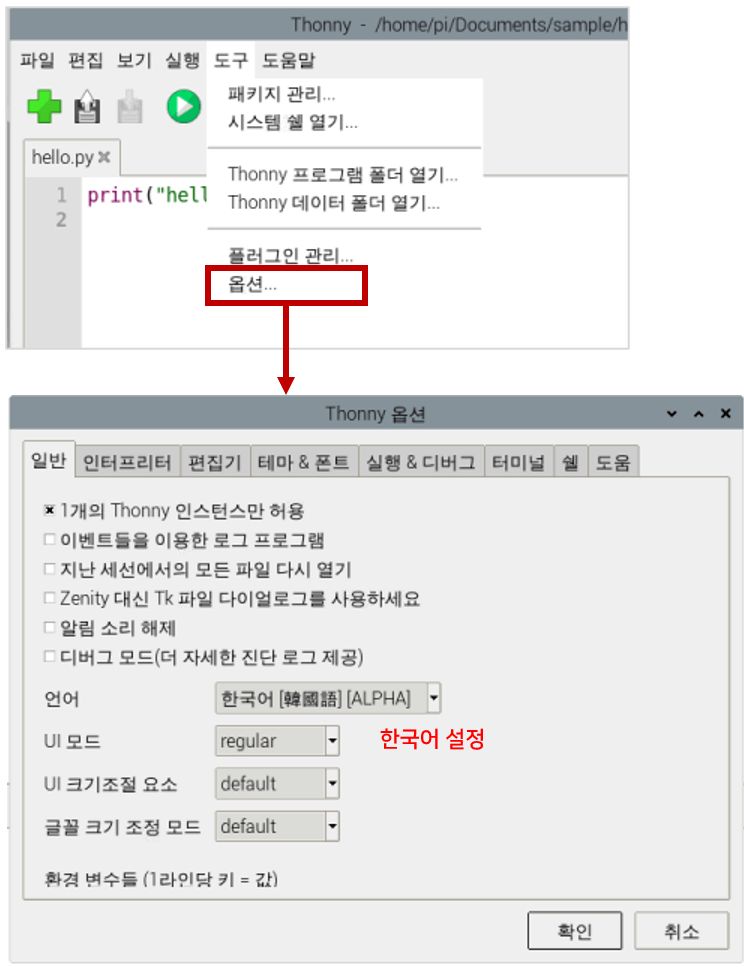 Thonny - /home/pi/Documents/sample/h
파일 편집 보기 실행 도구 도움말
패키지 관리...
시스템 쉘 열기...
hello.py
Thonny 프로그램 폴더 열기...
1 print("hell
Thonny 데이터 폴더 열기...
2
플러그인 관리...
옵션...
Thonny 옵션
일반 인터프리터 편집기 테마 & 폰트 실행 & 디버그 터미널 쉘 도움
1개의 Thonny 인스턴스만 허용
이벤트들을 이용한 로그 프로그램
지난 세선에서의 모든 파일 다시 열기
Zenity 대신 Tk 파일 다이얼로그를 사용하세요
알림 소리 해제
디버그 모드(더 자세한 진단 로그 제공)
언어 한국어 [韓國語] [ALPHA]
UI 모드 regular 한국어 설정
UI 크기조절 요소 default
글꼴 크기 조정 모드 default
환경 변수들 (1라인당 키 = 값)
확인 취소